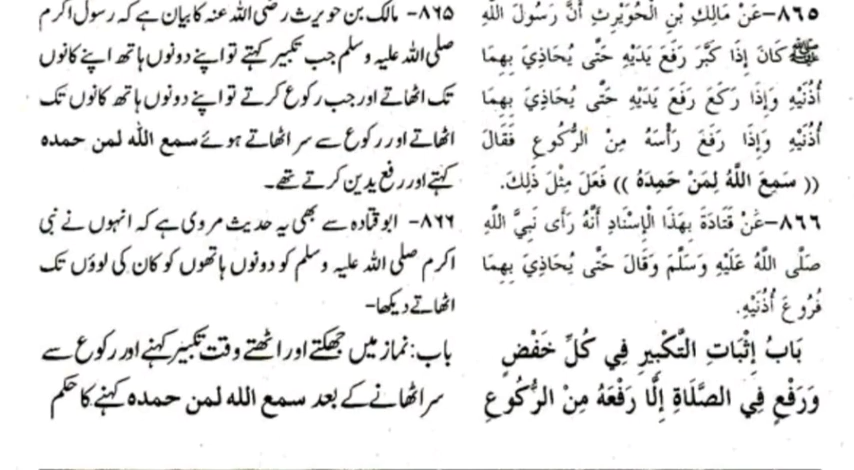 ٨٦٥–عَنْ مَالِكِ بْنِ الْحُوَيْرِثِ أَنَّ رَسُولَ اللَّهِ
ﷺ كَانَ إِذَا كَبَّرَ رَفَعَ يَدَيْهِ حَتَّى يُحَاذِيَ بِهِمَا
أُذُنَيْهِ وَإِذَا رَكَعَ رَفَعَ يَدَيْهِ حَتَّى يُحَاذِيَ بِهِمَا
أُذُنَيْهِ وَإِذَا رَفَعَ رَأْسَهُ مِنْ الرُّكُوعِ فَقَالَ
(( سَمِعَ اللَّهُ لِمَنْ حَمِدَهُ )) فَعَلَ مِثْلَ ذَلِكَ.
٨٦٦–عَنْ قَتَادَةَ بِهَذَا الْإِسْنَادِ أَنَّهُ رَأَى نَبِيَّ اللَّهِ
صَلَّى اللَّهُ عَلَيْهِ وَسَلَّمَ وَقَالَ حَتَّى يُحَاذِيَ بِهِمَا
فُرُوعَ أُذُنَيْهِ.
بَابُ إِثْبَاتِ التَّكْبِيرِ فِي كُلِّ خَفْضٍ
وَرَفْعٍ فِي الصَّلَاةِ إِلَّا رَفْعَهُ مِنْ الرُّكُوعِ
۸۶۵- مالک بن حویرث رضی اللہ عنہ کا بیان ہے کہ رسول اکرم
صلی اللہ علیہ وسلم جب تکبیر کہتے تو اپنے دونوں ہاتھ اپنے کانوں
تک اٹھاتے اور جب رکوع کرتے تو اپنے دونوں ہاتھ کانوں تک
اٹھاتے اور رکوع سے سر اٹھاتے ہوئے سمع اللہ لمن حمدہ
کہتے اور رفع یدین کرتے تھے۔
۸۶۶- ابو قتادہ سے بھی یہ حدیث مروی ہے کہ انہوں نے نبی
اکرم صلی اللہ علیہ وسلم کو دونوں ہاتھوں کو کان کی لوؤں تک
اٹھاتے دیکھا-
باب: نماز میں جھکتے اور اٹھتے وقت تکبیر کہنے اور رکوع سے
سر اٹھانے کے بعد سمع اللہ لمن حمدہ کہنے کا حکم